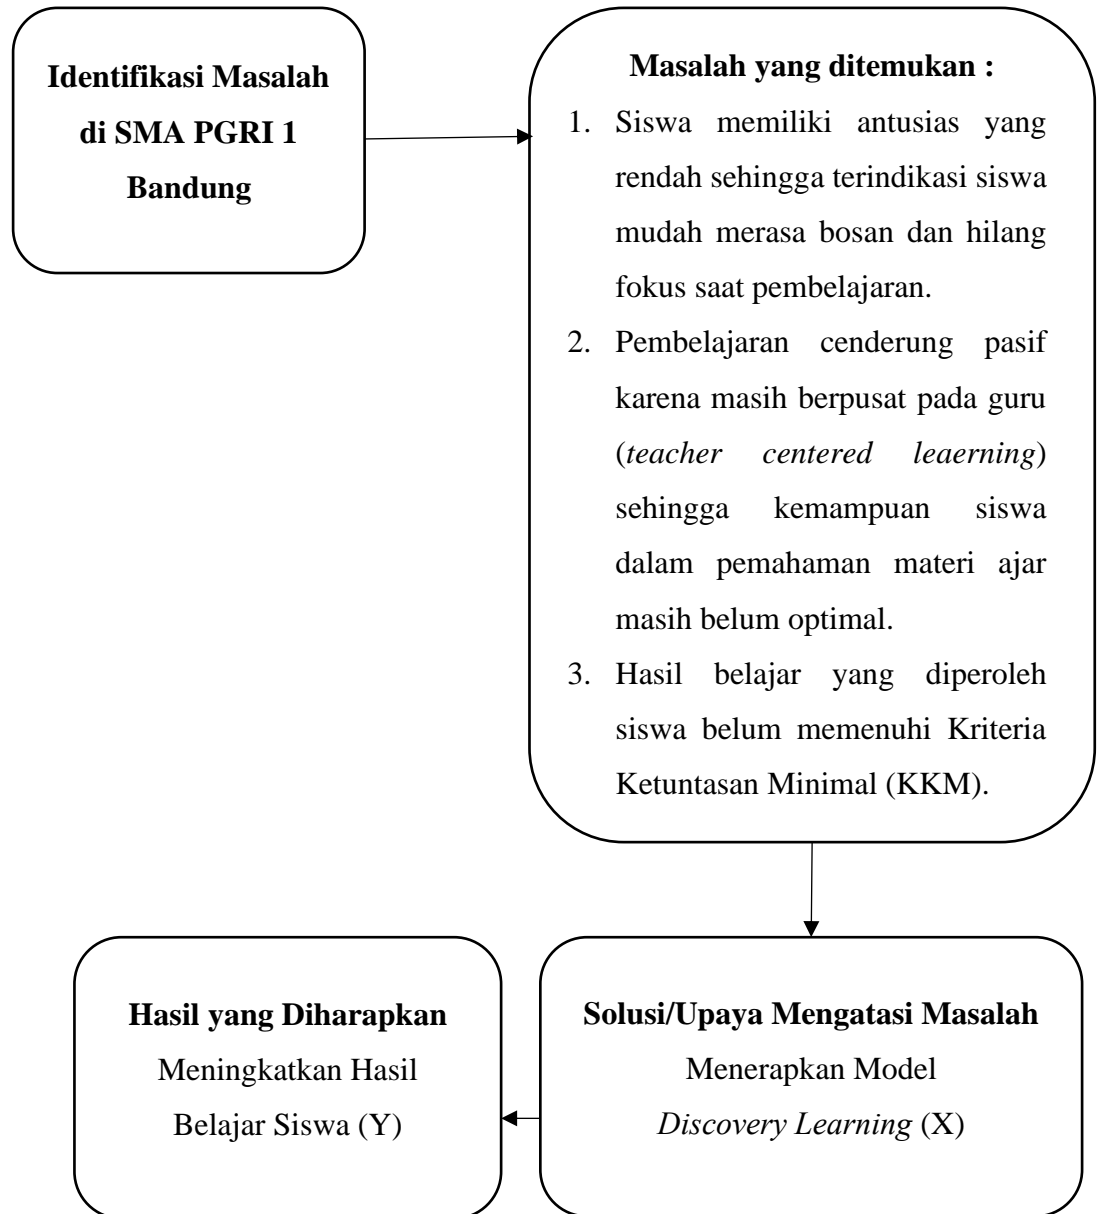 Identifikasi Masalah
di SMA PGRI 1
Bandung
Masalah yang ditemukan :
1. Siswa memiliki antusias yang
rendah sehingga terindikasi siswa
mudah merasa bosan dan hilang
fokus saat pembelajaran.
2. Pembelajaran cenderung pasif
karena masih berpusat pada guru
(teacher centered leaerning)
sehingga kemampuan siswa
dalam pemahaman materi ajar
masih belum optimal.
3. Hasil belajar yang diperoleh
siswa belum memenuhi Kriteria
Ketuntasan Minimal (KKM).
Solusi/Upaya Mengatasi Masalah
Menerapkan Model
Discovery Learning (X)
Hasil yang Diharapkan
Meningkatkan Hasil
Belajar Siswa (Y)